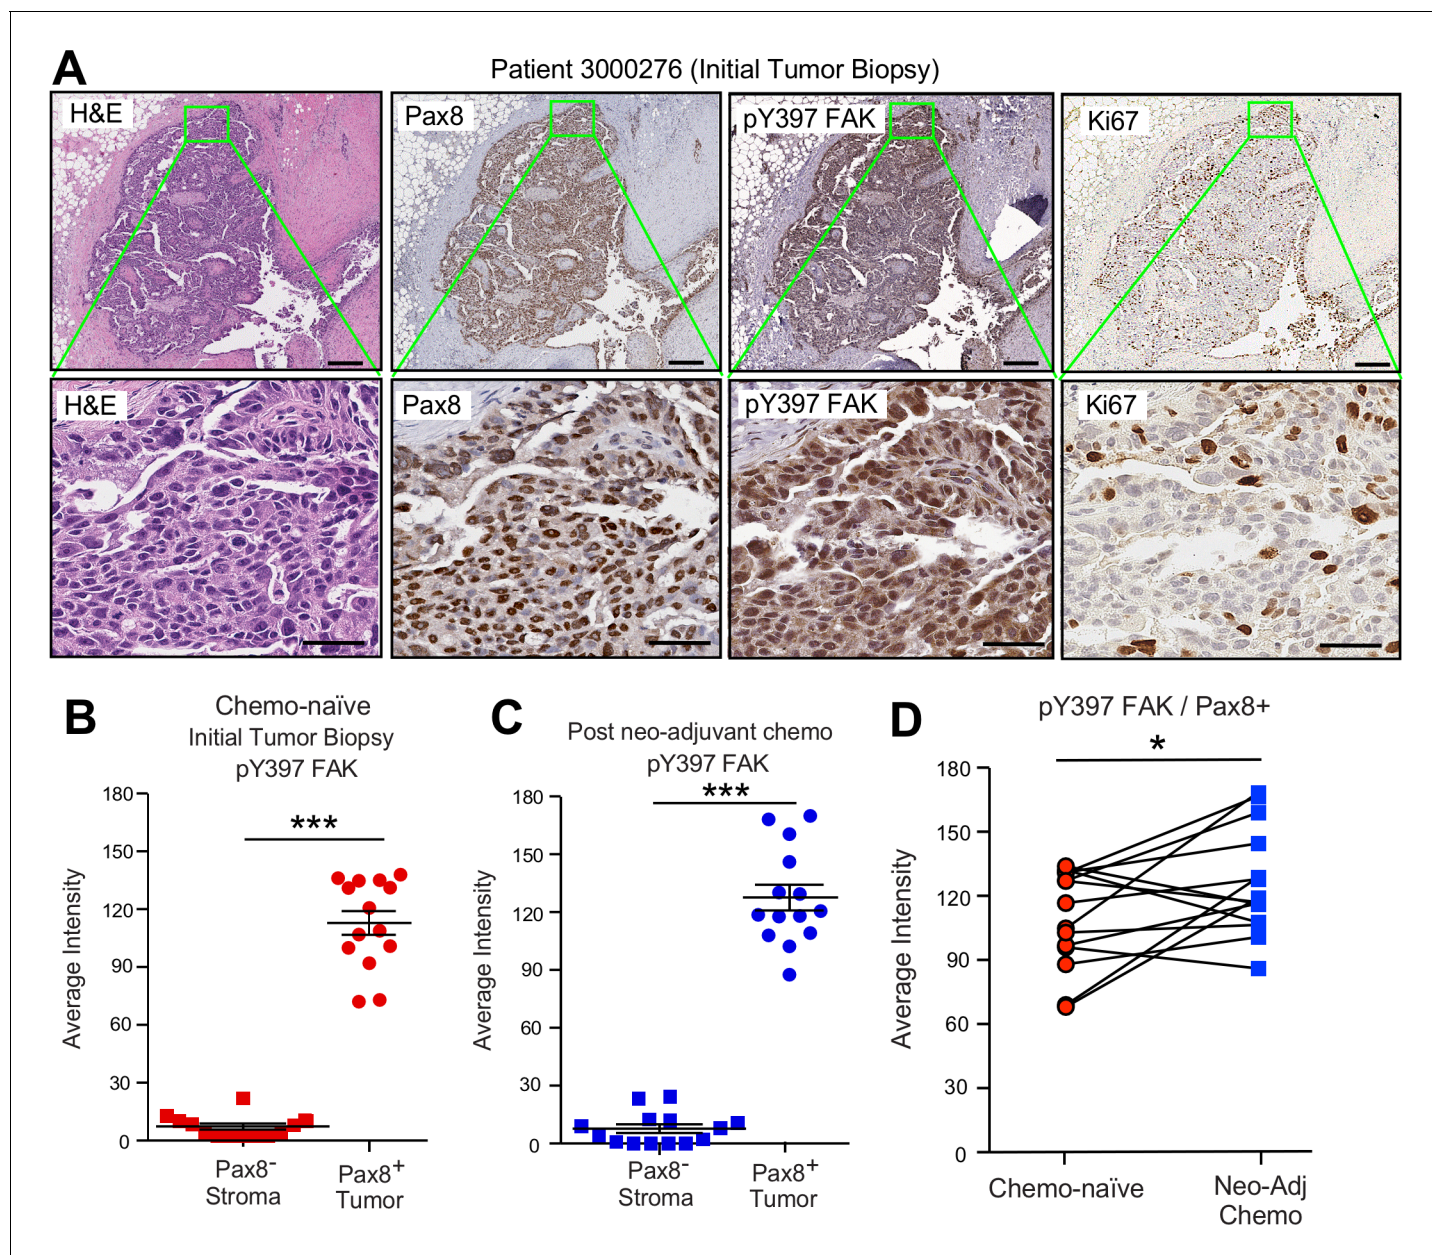 A
Patient 3000276 (Initial Tumor Biopsy)
H&E
Pax8
pY397 FAK
Ki67
H&E
Pax8
pY397 FAK
Ki67
B
Chemo-naïve
Initial Tumor Biopsy
pY397 FAK
***
Average Intensity
180
150
120
90
60
30
0
Pax8-
Stroma
Pax8+
Tumor
C
Post neo-adjuvant chemo
pY397 FAK
***
Average Intensity
180
150
120
90
60
30
0
Pax8-
Stroma
Pax8+
Tumor
D
pY397 FAK / Pax8+
*
Average Intensity
180
150
120
90
60
30
0
Chemo-naïve
Neo-Adj
Chemo